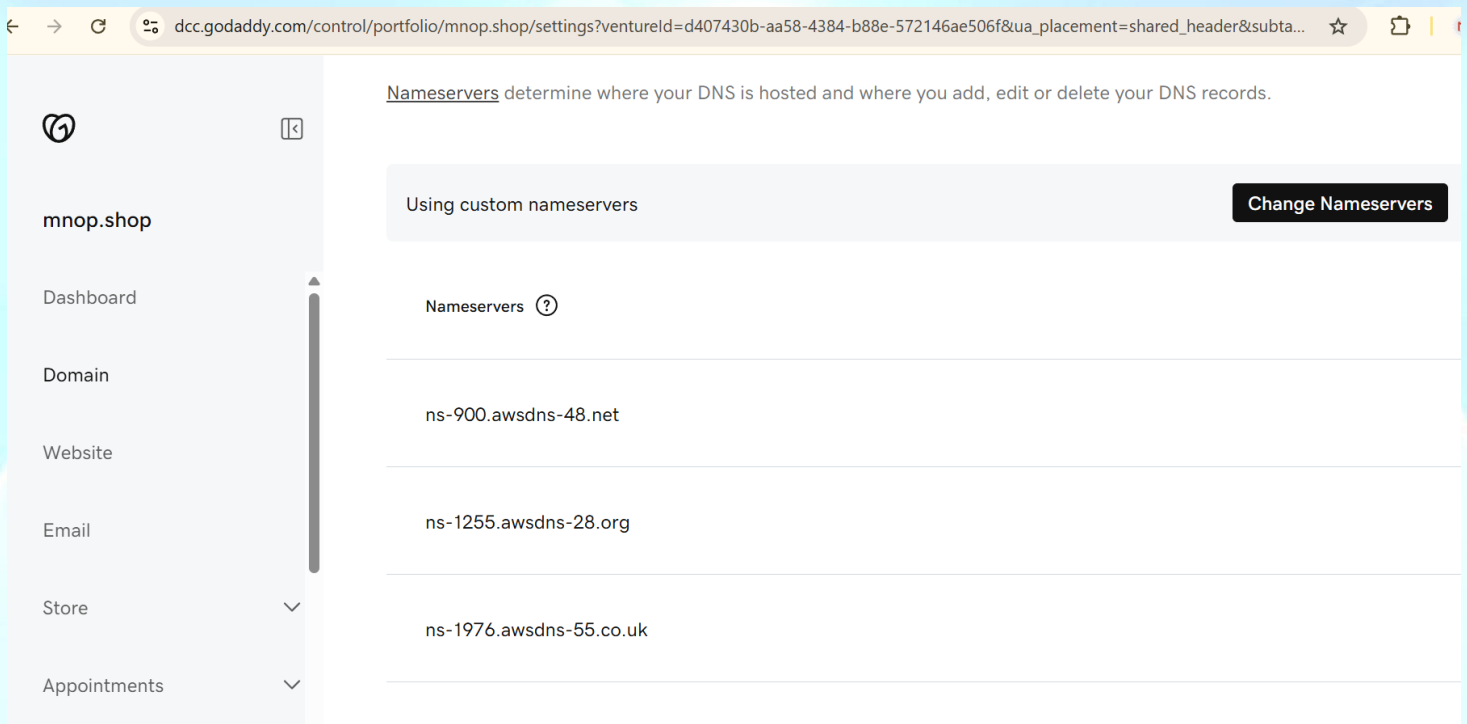 dcc.godaddy.com/control/portfolio/mnop.shop/settings?ventureId=d407430b-aa58-4384-b88e-572146ae506f&ua_placement=shared_header&subta...
Nameservers determine where your DNS is hosted and where you add, edit or delete your DNS records.
mnop.shop
Using custom nameservers
Change Nameservers
Dashboard
Nameservers ?
Domain
ns-900.awsdns-48.net
Website
ns-1255.awsdns-28.org
Email
Store
ns-1976.awsdns-55.co.uk
Appointments